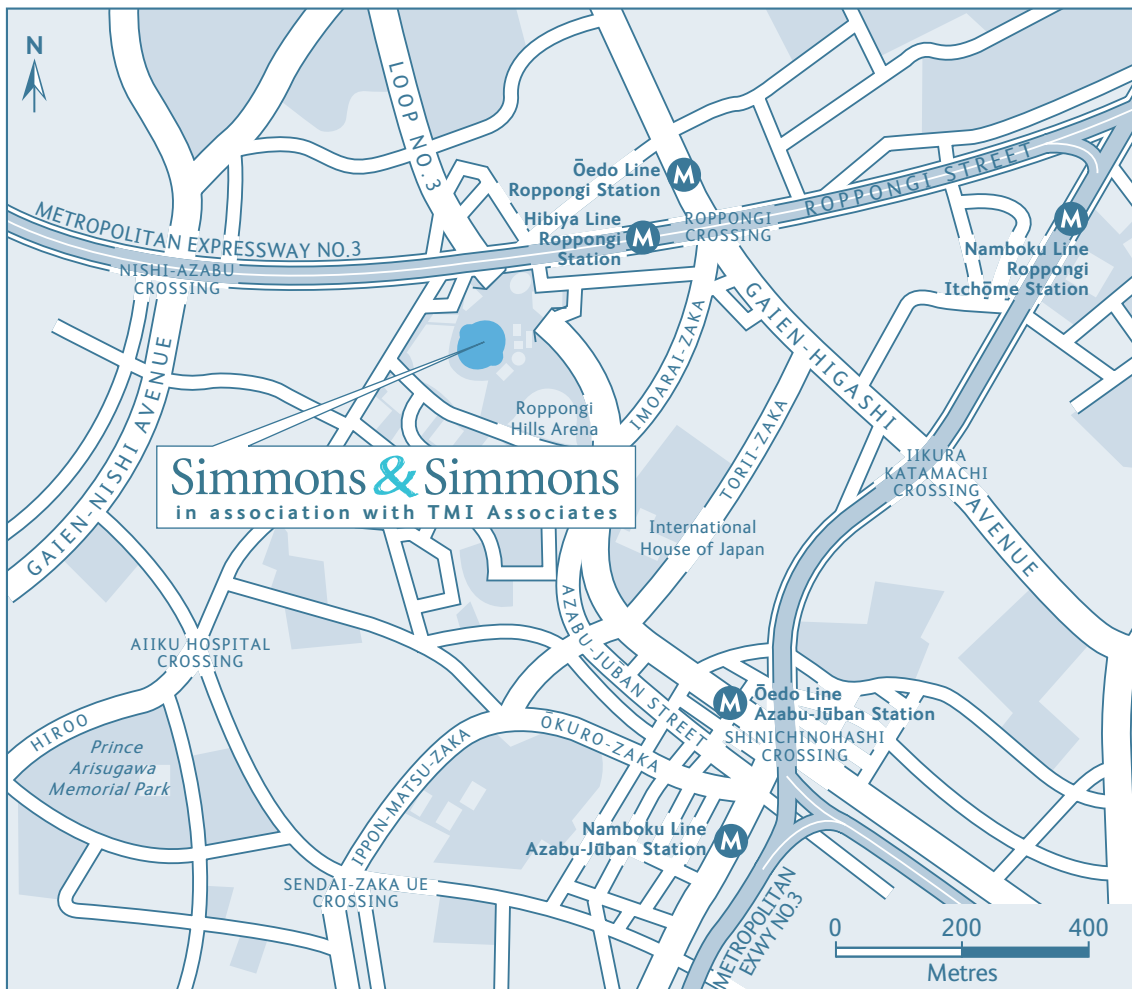 N
LOOP NO.3
Ōedo Line
Roppongi Station
Hibiya Line
Roppongi
Station
ROPPONGI
CROSSING
ROPPONGI STREET
METROPOLITAN EXPRESSWAY NO.3
NISHI-AZABU
CROSSING
Namboku Line
Roppongi
Itchōme Station
GAIEN-HIGASHI
AVENUE
GAIEN-NISHI AVENUE
IMOARAI-ZAKA
Roppongi
Hills Arena
TORII-ZAKA
IIKURA
KATAMACHI
CROSSING
Simmons & Simmons
in association with TMI Associates
International
House of Japan
AZABU-JŪBAN STREET
AIIKU HOSPITAL
CROSSING
HIROO
Prince
Arisugawa
Memorial Park
Ōedo Line
Azabu-Jūban Station
SHINICHINOHASHI
CROSSING
ŌKURO-ZAKA
IPPON-MATSU-ZAKA
Namboku Line
Azabu-Jūban Station
SENDAI-ZAKA UE
CROSSING
METROPOLITAN
EXWY NO.3
0 200 400
Metres
M
M
M
M
M